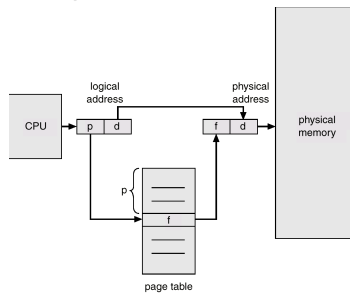 logical
address
physical
address
CPU
p d
f d
physical
memory
p
f
page table